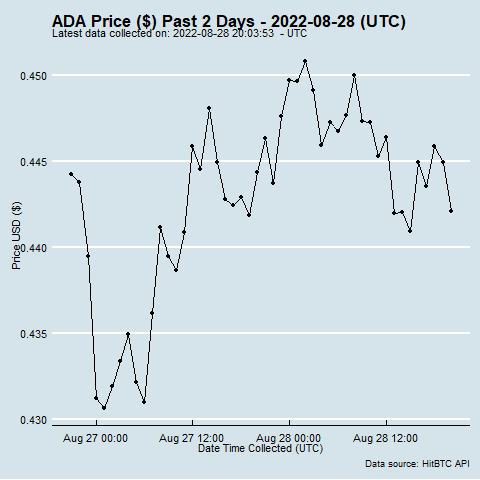 ADA Price ($) Past 2 Days - 2022-08-28 (UTC)
Latest data collected on: 2022-08-28 20:03:53  - UTC
0.450
0.445
0.440
0.435
0.430
Price USD ($)
Aug 27 00:00 Aug 27 12:00 Aug 28 00:00 Aug 28 12:00
Date Time Collected (UTC)
Data source: HitBTC API